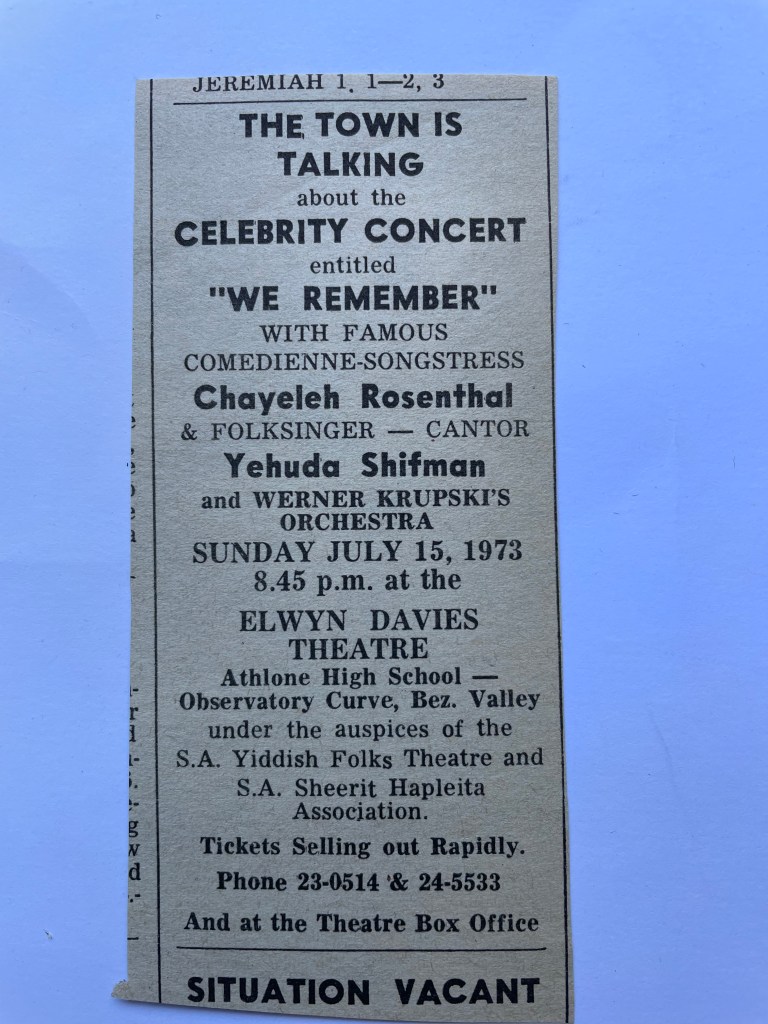 JEREMIAH 1. 1—2, 3
THE TOWN IS
TALKING
about the
CELEBRITY CONCERT
entitled
"WE REMEMBER"
WITH FAMOUS
COMEDIENNE-SONGSTRESS
Chayeleh Rosenthal
& FOLKSINGER — CANTOR
Yehuda Shifman
and WERNER KRUPSKI'S
ORCHESTRA
SUNDAY JULY 15, 1973
8.45 p.m. at the
ELWYN DAVIES
THEATRE
Athlone High School —
Observatory Curve, Bez. Valley
under the auspices of the
S.A. Yiddish Folks Theatre and
S.A. Sheerit Hapleita
Association.
Tickets Selling out Rapidly.
Phone 23-0514 & 24-5533
And at the Theatre Box Office
SITUATION VACANT